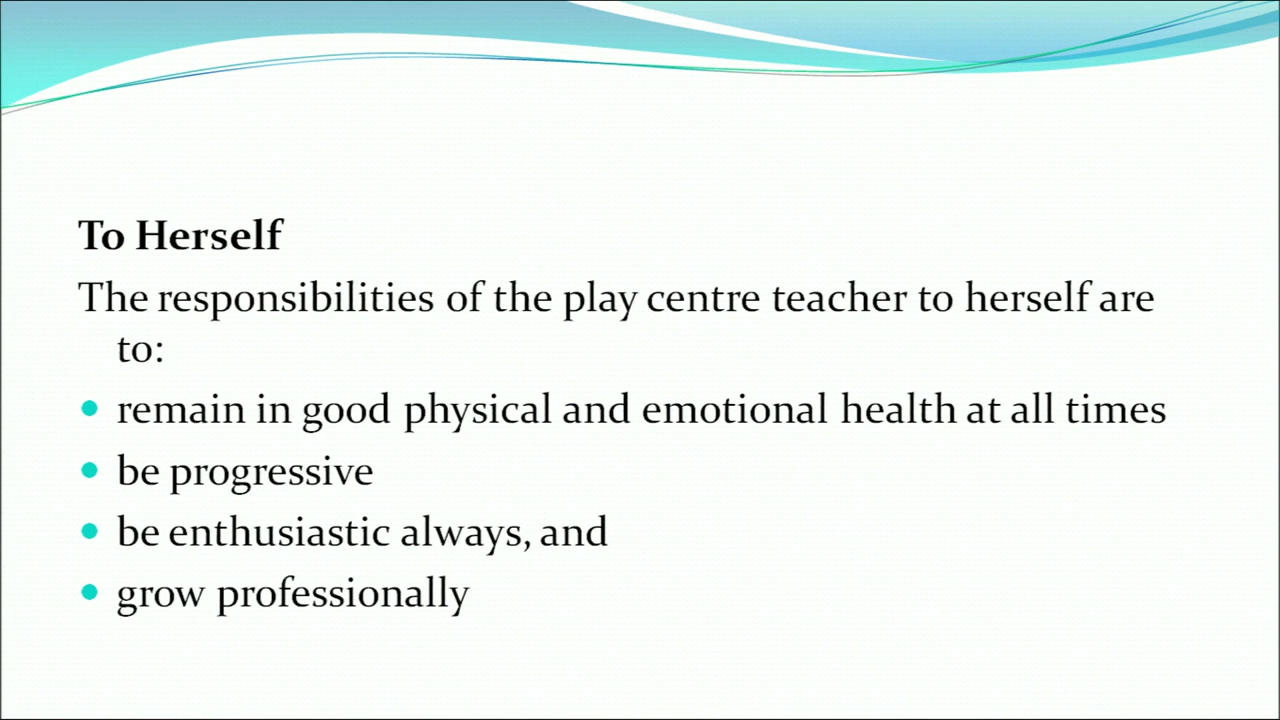 To Herself
The responsibilities of the play centre teacher to herself are
to:
• remain in good physical and emotional health at all times
• be progressive
• be enthusiastic always, and
• grow professionally